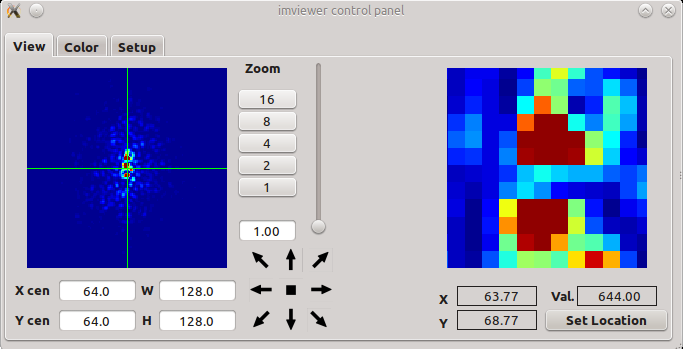 imviewer control panel
View Color Setup
Zoom
16
8
4
2
1
1.00
X cen 64.0 W 128.0
Y cen 64.0 H 128.0
X 63.77 Val. 644.00
Y 68.77 Set Location